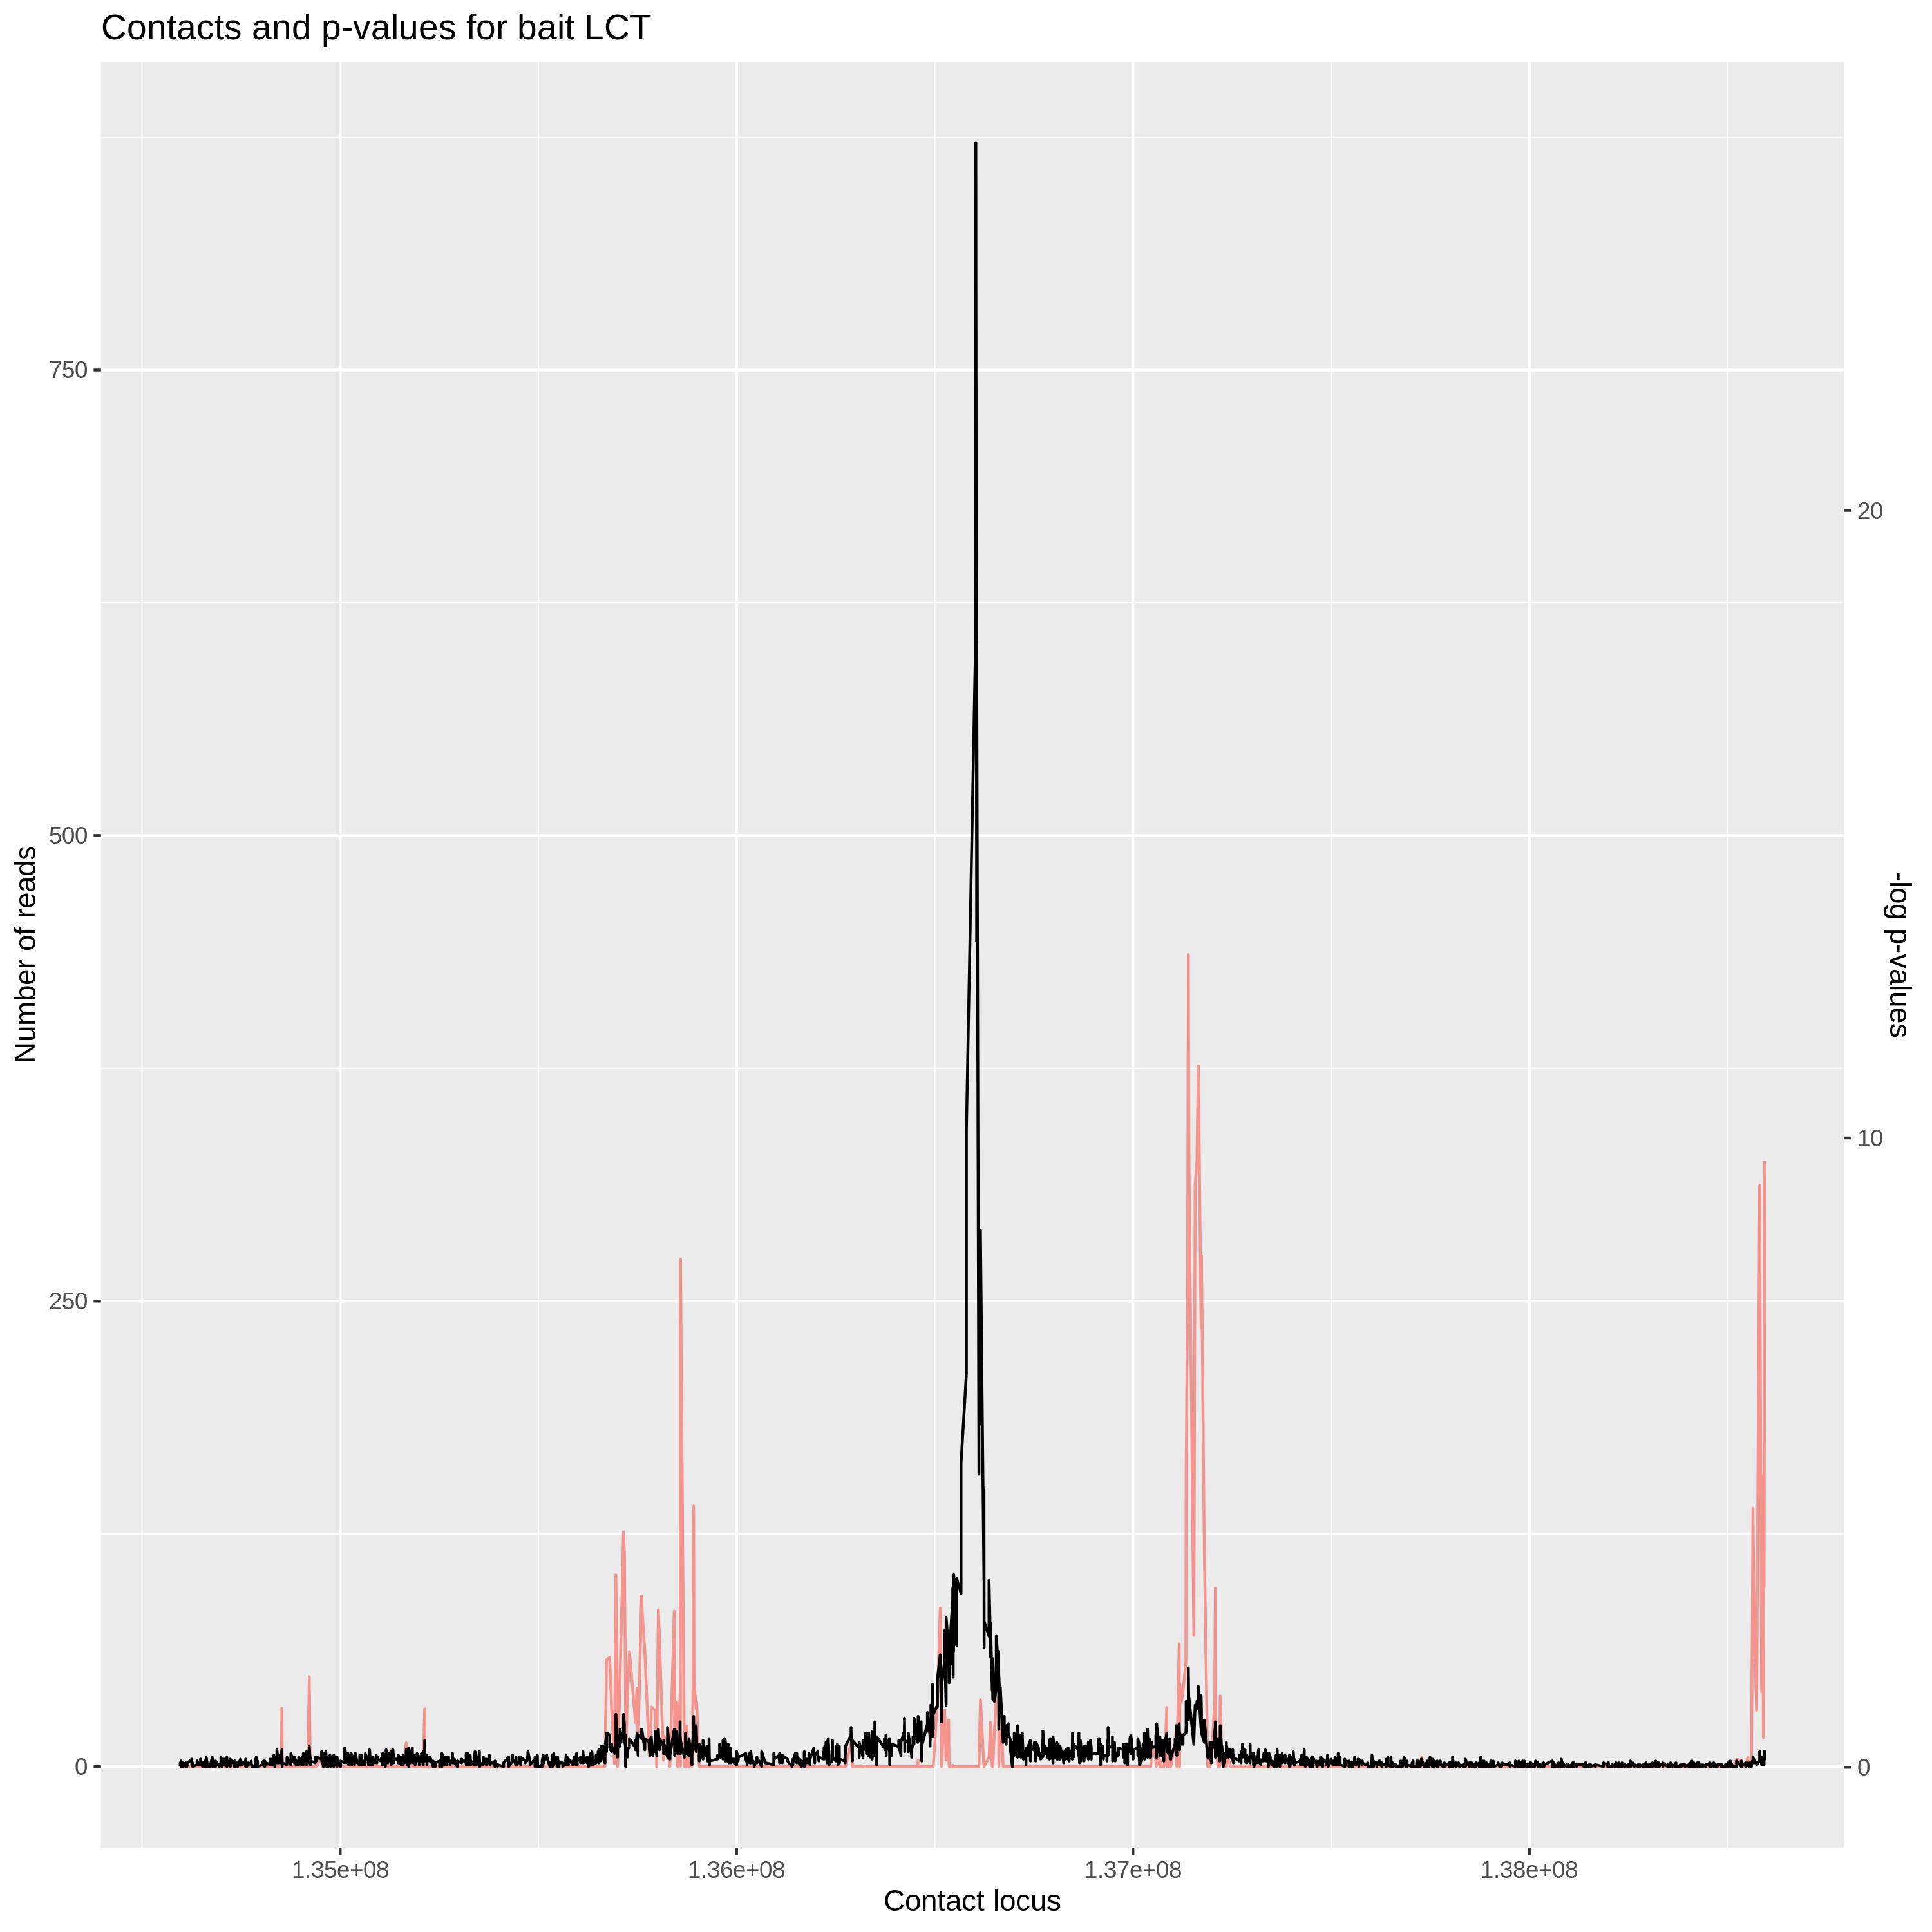 Contacts and p-values for bait LCT
750
500
250
0
20
10
0
Number of reads
-log p-values
1.35e+08
1.36e+08
1.37e+08
1.38e+08
Contact locus